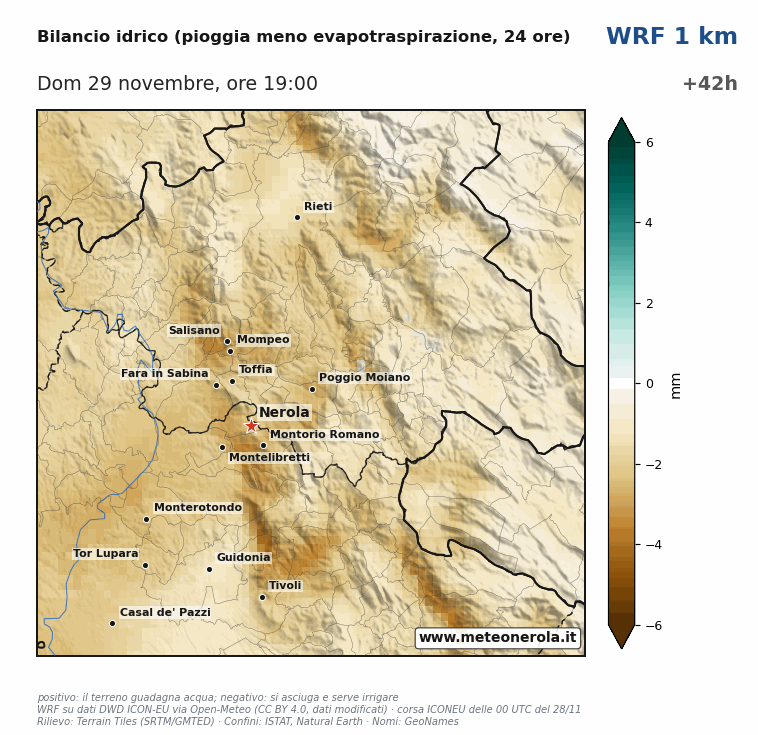 Bilancio idrico (pioggia meno evapotraspirazione, 24 ore)
WRF 1 km
Dom 29 novembre, ore 19:00
+42h
Rieti
Salisano
Mompeo
Fara in Sabina
Toffia
Poggio Moiano
Nerola
Montorio Romano
Montelibretti
Monterotondo
Tor Lupara
Guidonia
Tivoli
Casal de' Pazzi
www.meteonerola.it
6
4
2
0
−2
−4
−6
mm
positivo: il terreno guadagna acqua; negativo: si asciuga e serve irrigare
WRF su dati DWD ICON-EU via Open-Meteo (CC BY 4.0, dati modificati) · corsa ICONEU delle 00 UTC del 28/11
Rilievo: Terrain Tiles (SRTM/GMTED) · Confini: ISTAT, Natural Earth · Nomi: GeoNames